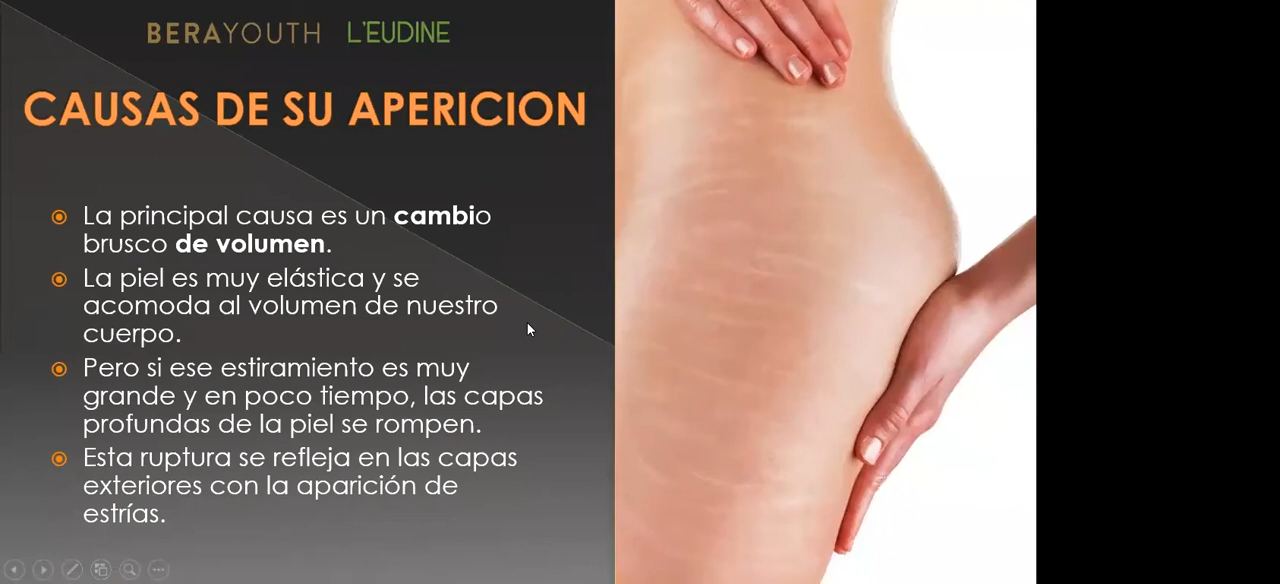 BERAYOUTH L'EUDINE
CAUSAS DE SU APERICION
La principal causa es un cambio
brusco de volumen.
La piel es muy elástica y se
acomoda al volumen de nuestro
cuerpo.
Pero si ese estiramiento es muy
grande y en poco tiempo, las capas
profundas de la piel se rompen.
Esta ruptura se refleja en las capas
exteriores con la aparición de
estrías.